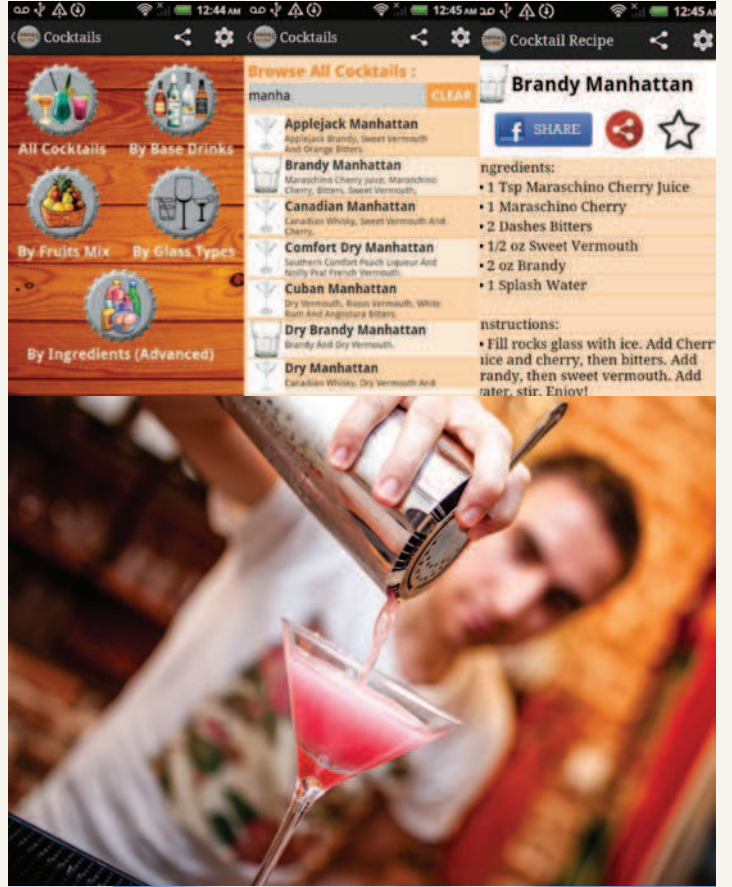 12:44 AM
Cocktails
All Cocktails
By Base Drinks
By Fruits Mix
By Glass Types
By Ingredients (Advanced)
12:45 AM
Cocktails
Browse All Cocktails :
manha
CLEAR
Applejack Manhattan
Applejack Brandy, Sweet Vermouth
And Orange Bitters.
Brandy Manhattan
Maraschino Cherry Juice, Maraschino
Cherry, Bitters, Sweet Vermouth,
Canadian Manhattan
Canadian Whisky, Sweet Vermouth And
Cherry.
Comfort Dry Manhattan
Southern Comfort Peach Liqueur And
Noilly Prat French Vermouth.
Cuban Manhattan
Dry Vermouth, Rosso Vermouth, White
Rum And Angostura Bitters.
Dry Brandy Manhattan
Brandy And Dry Vermouth.
Dry Manhattan
Canadian Whisky, Dry Vermouth And
12:45 A
Cocktail Recipe
Brandy Manhattan
f SHARE
ngredients:
• 1 Tsp Maraschino Cherry Juice
• 1 Maraschino Cherry
• 2 Dashes Bitters
• 1/2 oz Sweet Vermouth
• 2 oz Brandy
• 1 Splash Water
nstructions:
• Fill rocks glass with ice. Add Cherr
uice and cherry, then bitters. Add
randy, then sweet vermouth. Add
ater, stir. Enjoy!